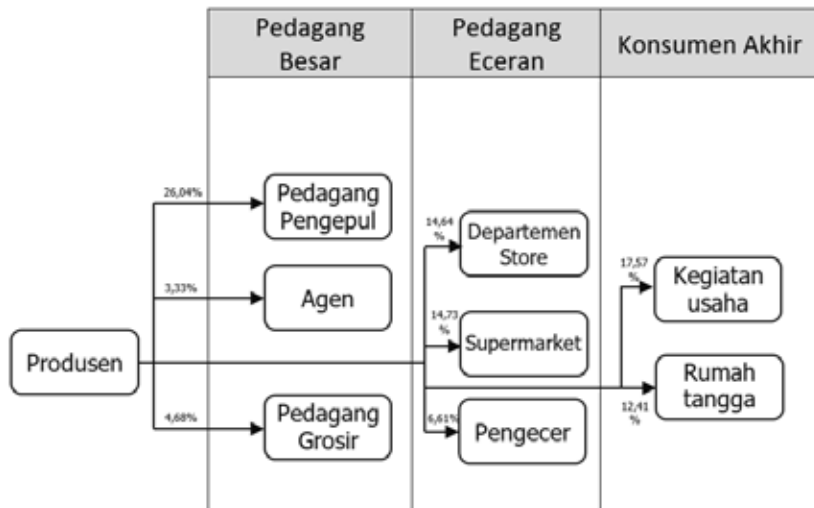 Pedagang
Besar
Pedagang
Eceran
Konsumen Akhir
26,04%
Pedagang
Pengepul
14,64
%
Departemen
Store
17,57
%
Kegiatan
usaha
3,33%
Agen
14,73
%
Supermarket
Produsen
Rumah
tangga
12,41
%
4,68%
Pedagang
Grosir
6,61%
Pengecer